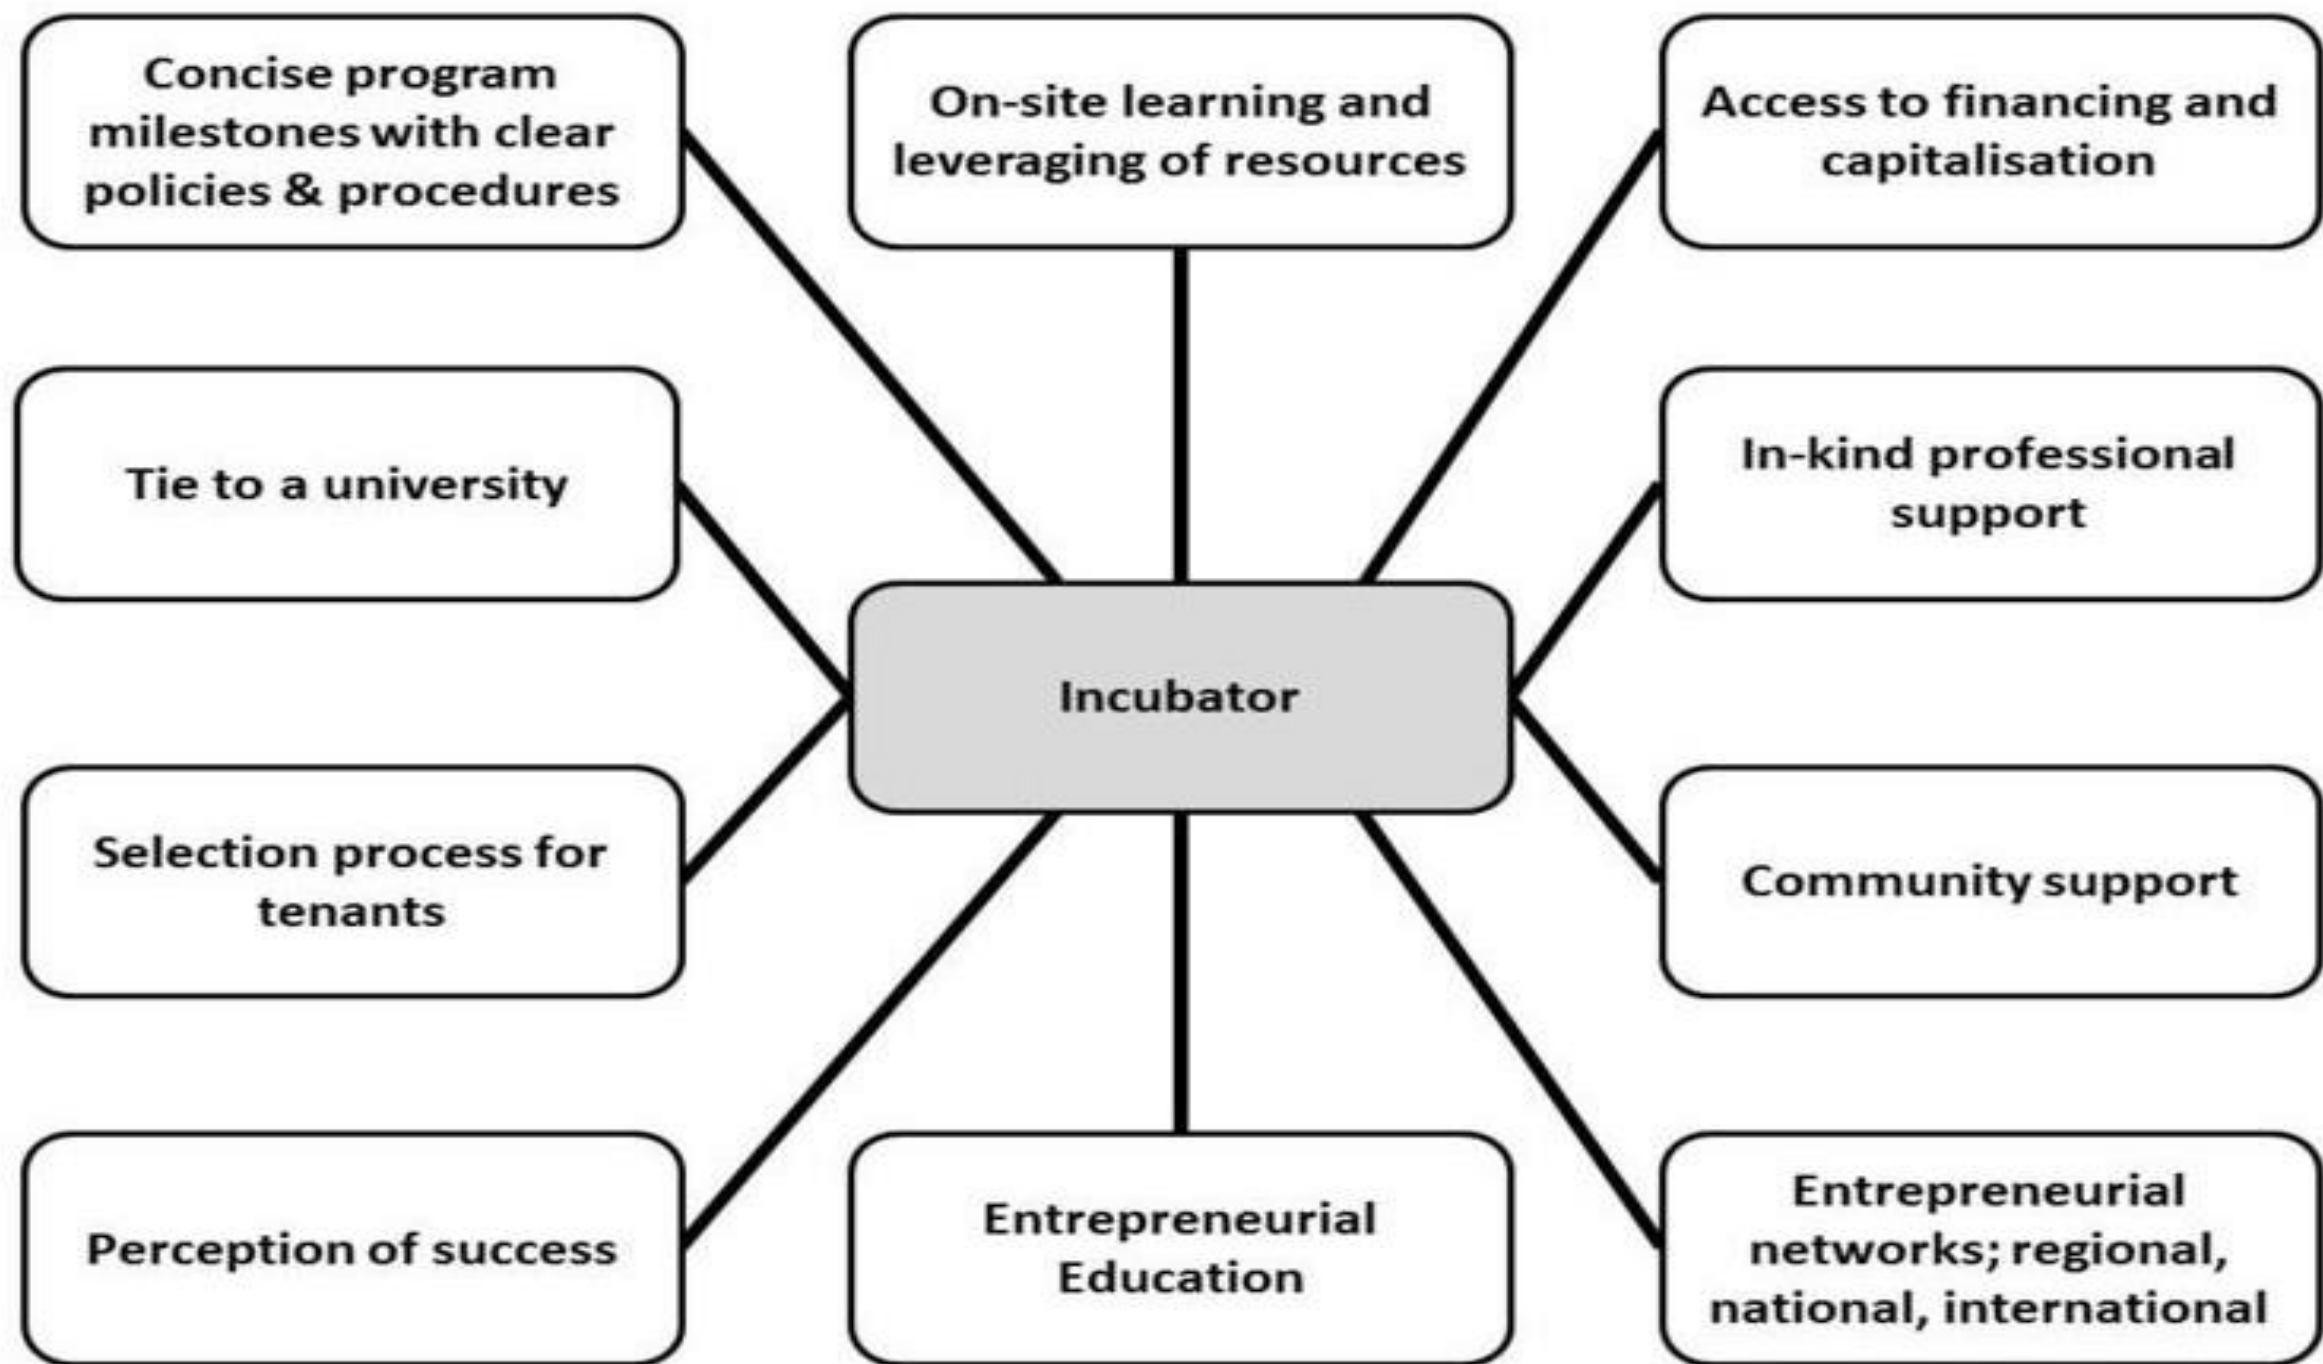 Concise program
milestones with clear
policies & procedures
On-site learning and
leveraging of resources
Access to financing and
capitalisation
Tie to a university
In-kind professional
support
Incubator
Selection process for
tenants
Community support
Perception of success
Entrepreneurial
Education
Entrepreneurial
networks; regional,
national, international